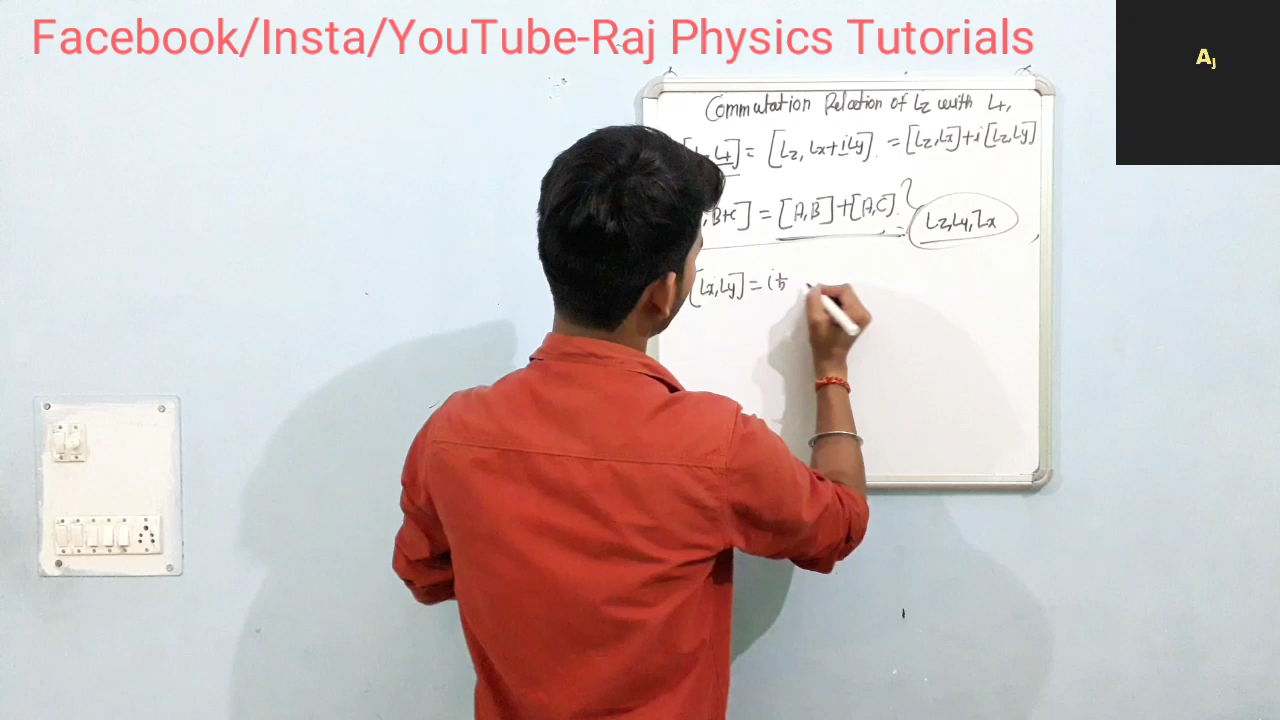 Facebook/Insta/YouTube-Raj Physics Tutorials
Aj
Commutation Relation of Lz with L+,
L+] = [Lz, Lx+iLy] = [Lz,Lx]+i[Lz,Ly]
, B+C] = [A,B]+[A,C]
Lz,Ly,Lx
[Lx,Ly] = iħ